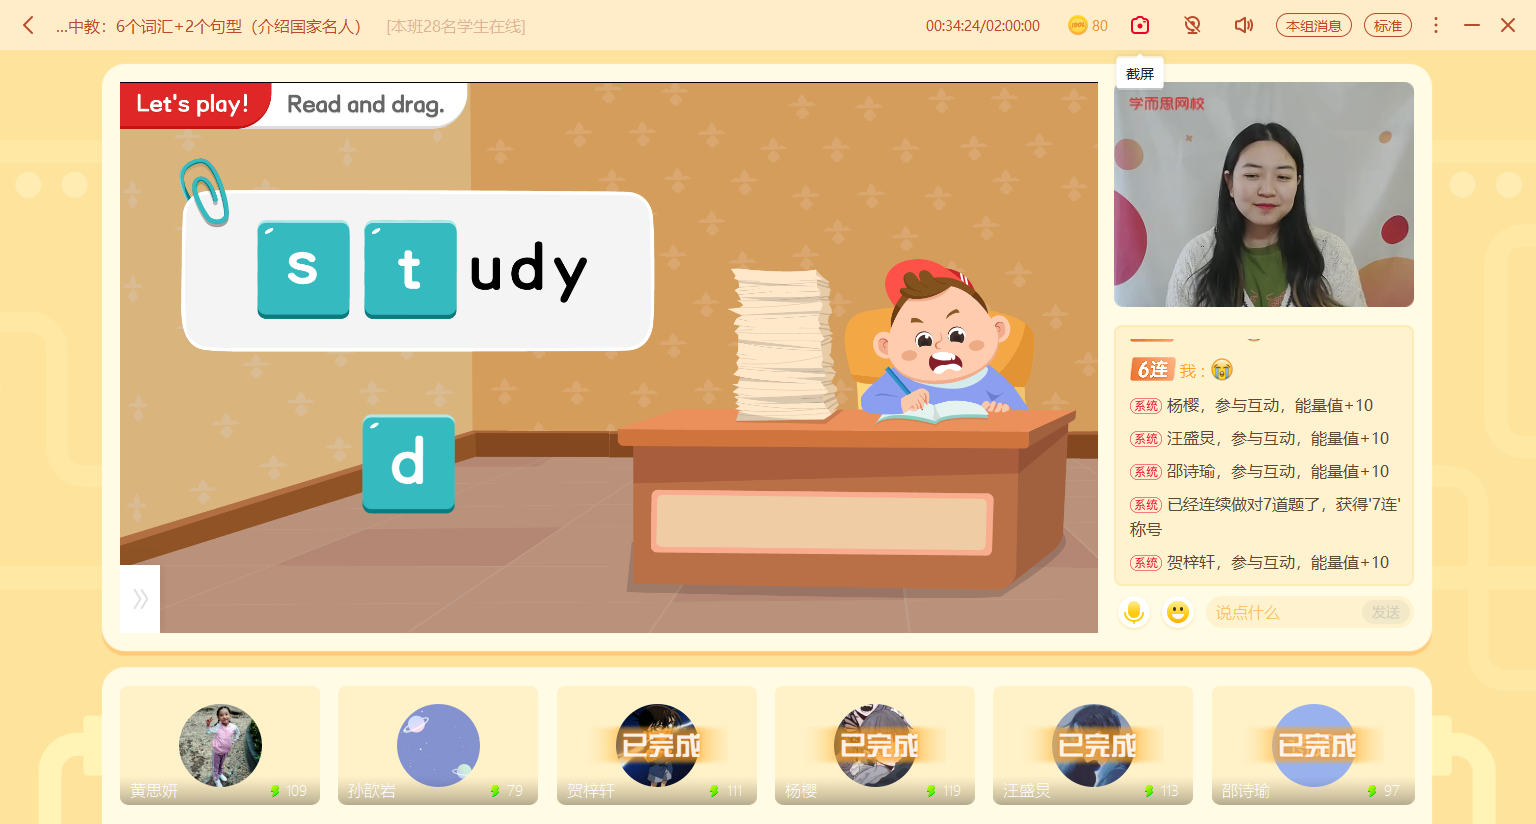 ...中教：6个词汇+2个句型（介绍国家名人） [本班28名学生在线] 00:34:24/02:00:00 80 本组消息 标准
截屏
Let's play! Read and drag.
study
d
学而思网校
6连 我：
系统 杨樱，参与互动，能量值+10
系统 汪盛炅，参与互动，能量值+10
系统 邵诗瑜，参与互动，能量值+10
系统 已经连续做对7道题了，获得'7连'
称号
系统 贺梓轩，参与互动，能量值+10
说点什么 发送
已完成 已完成 已完成 已完成
黄思妍 109 孙歆岩 79 贺梓轩 111 杨樱 119 汪盛炅 113 邵诗瑜 97